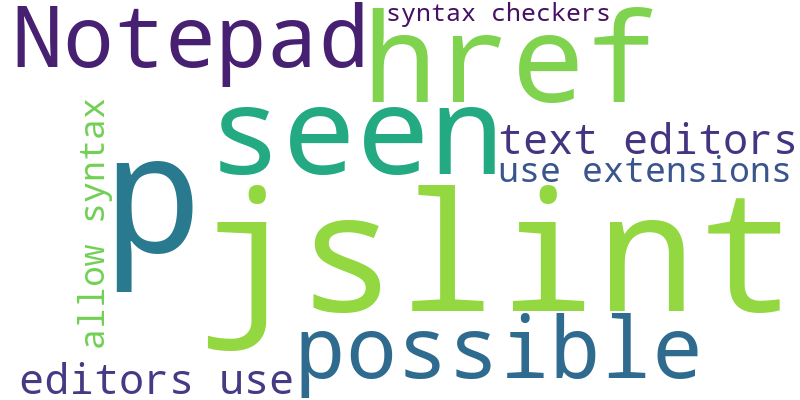 syntax checkers
Notepad
href
seen
text editors
use extensions
allow syntax
p
jslint
possible
editors use